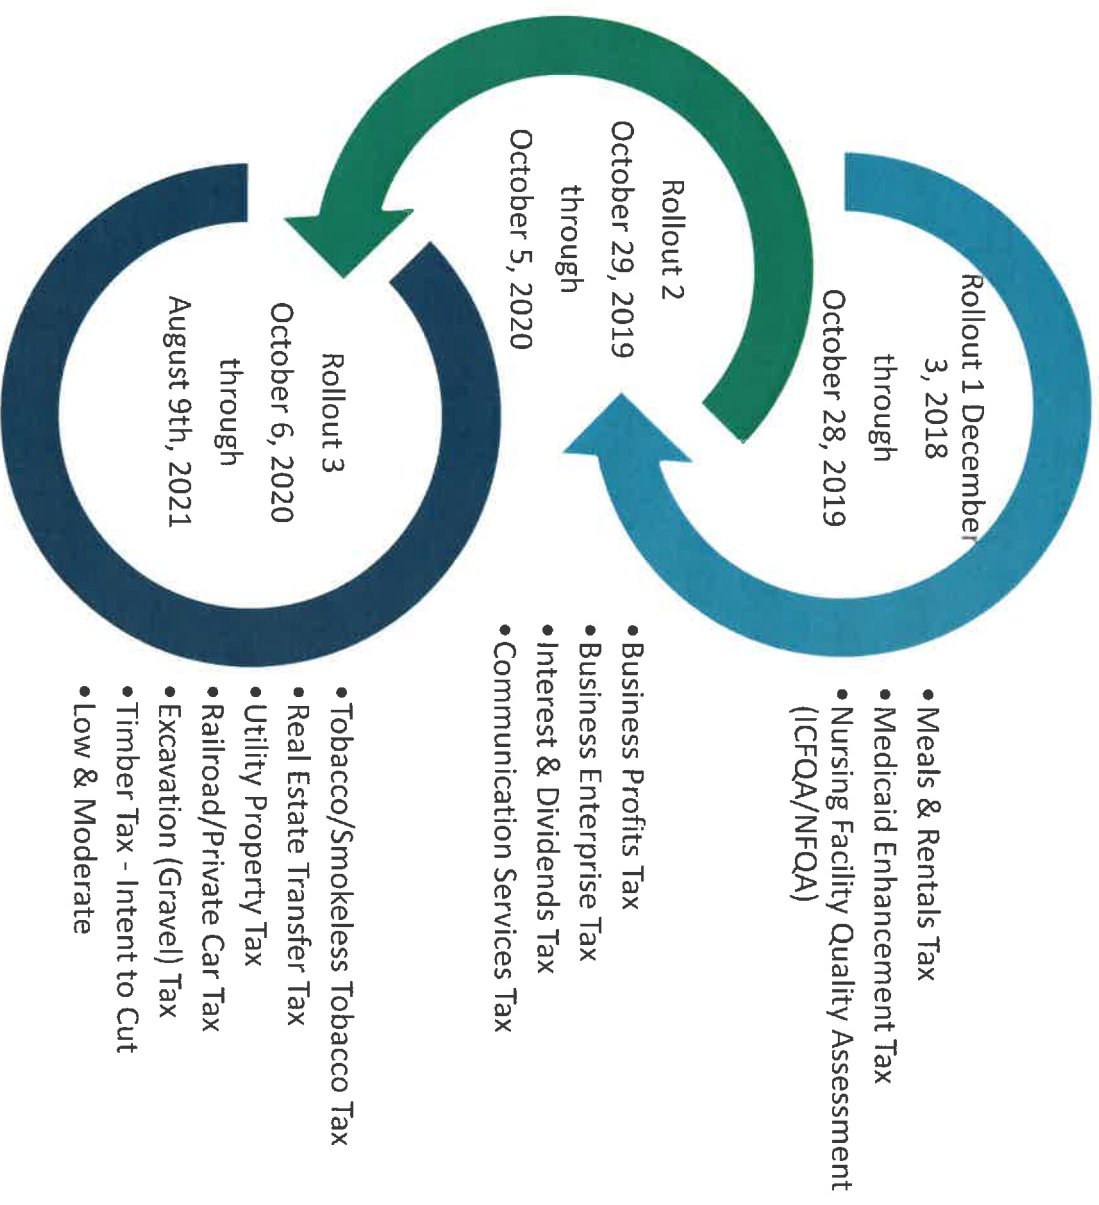 Rollout 1 December
3, 2018
through
October 28, 2019
• Meals & Rentals Tax
• Medicaid Enhancement Tax
• Nursing Facility Quality Assessment
(ICFQA/NFQA)
Rollout 2
October 29, 2019
through
October 5, 2020
• Business Profits Tax
• Business Enterprise Tax
• Interest & Dividends Tax
• Communication Services Tax
Rollout 3
October 6, 2020
through
August 9th, 2021
• Tobacco/Smokeless Tobacco Tax
• Real Estate Transfer Tax
• Utility Property Tax
• Railroad/Private Car Tax
• Excavation (Gravel) Tax
• Timber Tax - Intent to Cut
• Low & Moderate